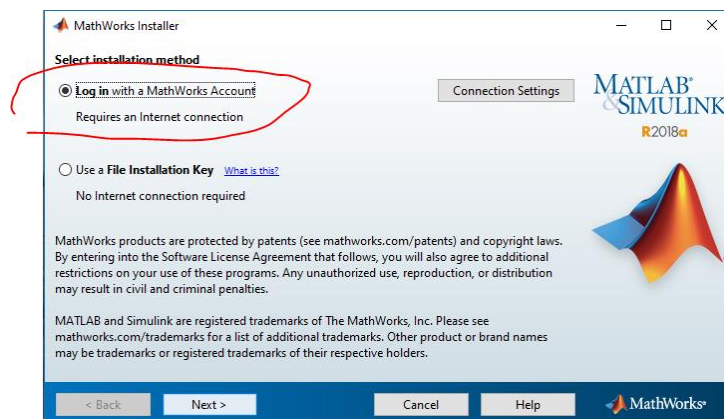 MathWorks Installer
Select installation method
Log in with a MathWorks Account
Connection Settings
Requires an Internet connection
MATLAB®
&SIMULINK®
R2018a
Use a File Installation Key What is this?
No Internet connection required
MathWorks products are protected by patents (see mathworks.com/patents) and copyright laws.
By entering into the Software License Agreement that follows, you will also agree to additional
restrictions on your use of these programs. Any unauthorized use, reproduction, or distribution
may result in civil and criminal penalties.
MATLAB and Simulink are registered trademarks of The MathWorks, Inc. Please see
mathworks.com/trademarks for a list of additional trademarks. Other product or brand names
may be trademarks or registered trademarks of their respective holders.
< Back
Next >
Cancel
Help
MathWorks®